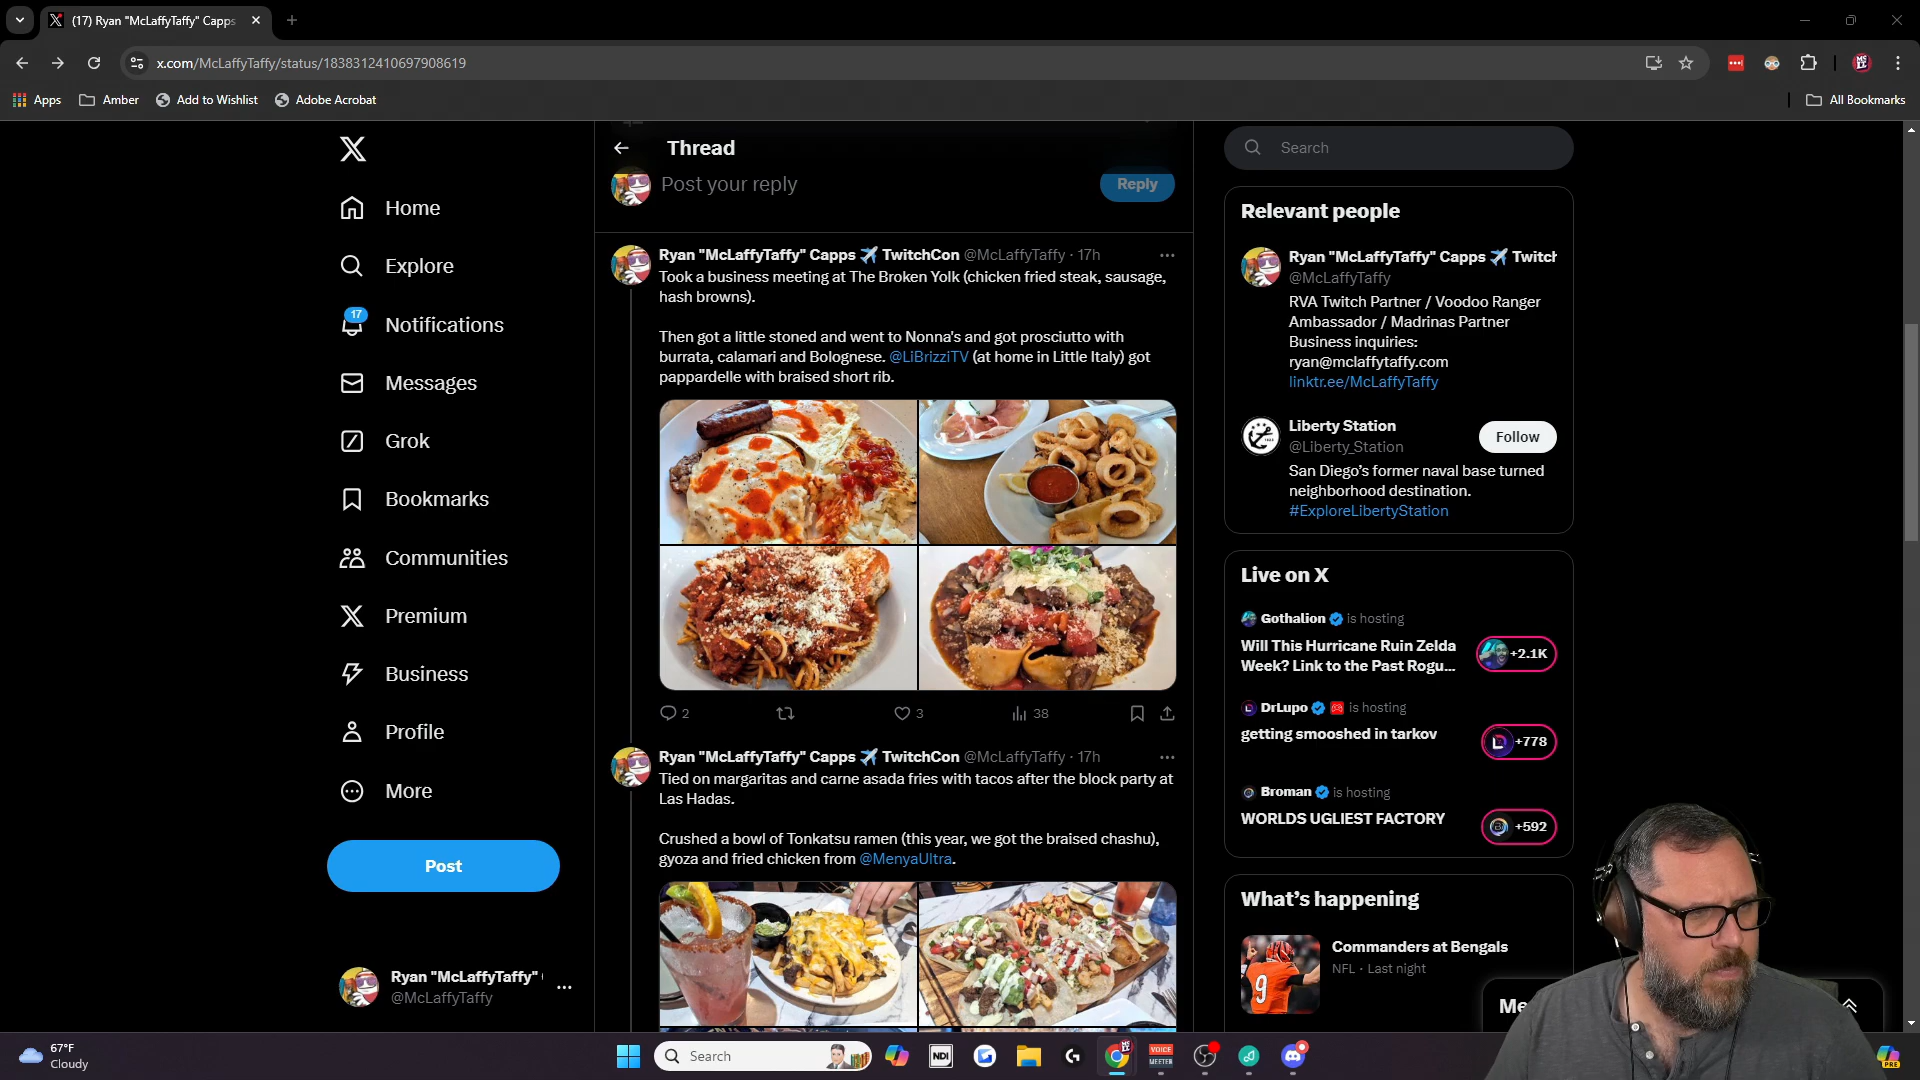 (17) Ryan "McLaffyTaffy" Capps
x.com/McLaffyTaffy/status/1838312410697908619
Apps
Amber
Add to Wishlist
Adobe Acrobat
All Bookmarks
Home
Explore
17
Notifications
Messages
Grok
Bookmarks
Communities
Premium
Business
Profile
More
Post
Ryan "McLaffyTaffy"
@McLaffyTaffy
Thread
Post your reply
Reply
Ryan "McLaffyTaffy" Capps ✈️ TwitchCon @McLaffyTaffy · 17h
Took a business meeting at The Broken Yolk (chicken fried steak, sausage,
hash browns).
Then got a little stoned and went to Nonna's and got prosciutto with
burrata, calamari and Bolognese. @LiBrizziTV (at home in Little Italy) got
pappardelle with braised short rib.
2
3
38
Ryan "McLaffyTaffy" Capps ✈️ TwitchCon @McLaffyTaffy · 17h
Tied on margaritas and carne asada fries with tacos after the block party at
Las Hadas.
Crushed a bowl of Tonkatsu ramen (this year, we got the braised chashu),
gyoza and fried chicken from @MenyaUltra.
Search
Relevant people
Ryan "McLaffyTaffy" Capps ✈️ Twitch
@McLaffyTaffy
RVA Twitch Partner / Voodoo Ranger
Ambassador / Madrinas Partner
Business inquiries:
ryan@mclaffytaffy.com
linktr.ee/McLaffyTaffy
Liberty Station
@Liberty_Station
Follow
San Diego's former naval base turned
neighborhood destination.
#ExploreLibertyStation
Live on X
Gothalion is hosting
Will This Hurricane Ruin Zelda
Week? Link to the Past Rogu...
+2.1K
DrLupo is hosting
getting smooshed in tarkov
+778
Broman is hosting
WORLDS UGLIEST FACTORY
+592
What's happening
Commanders at Bengals
NFL · Last night
9
Me
67°F
Cloudy
Search
NDI
VOICE
MEETER
PRE